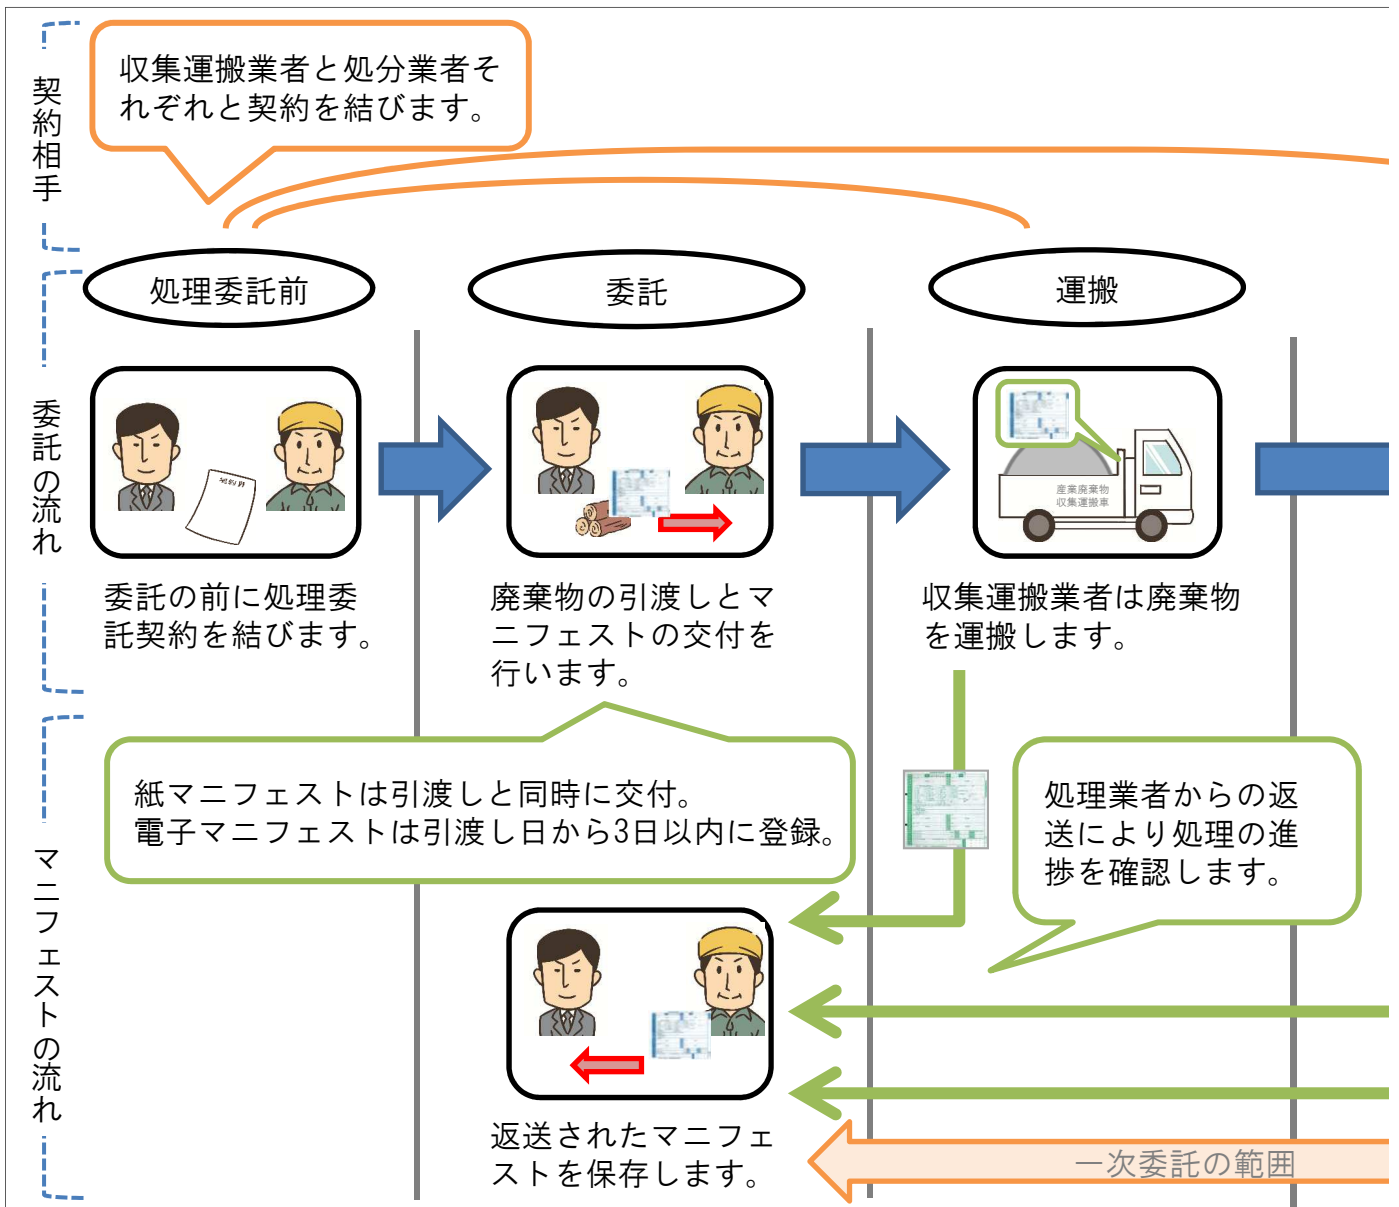 契約相手
収集運搬業者と処分業者そ
れぞれと契約を結びます。
処理委託前
委託
運搬
委託の流れ
産業廃棄物
収集運搬車
委託の前に処理委
託契約を結びます。
廃棄物の引渡しとマ
ニフェストの交付を
行います。
収集運搬業者は廃棄物
を運搬します。
マニフェストの流れ
紙マニフェストは引渡しと同時に交付。
電子マニフェストは引渡し日から3日以内に登録。
処理業者からの返
送により処理の進
捗を確認します。
返送されたマニフェ
ストを保存します。
一次委託の範囲